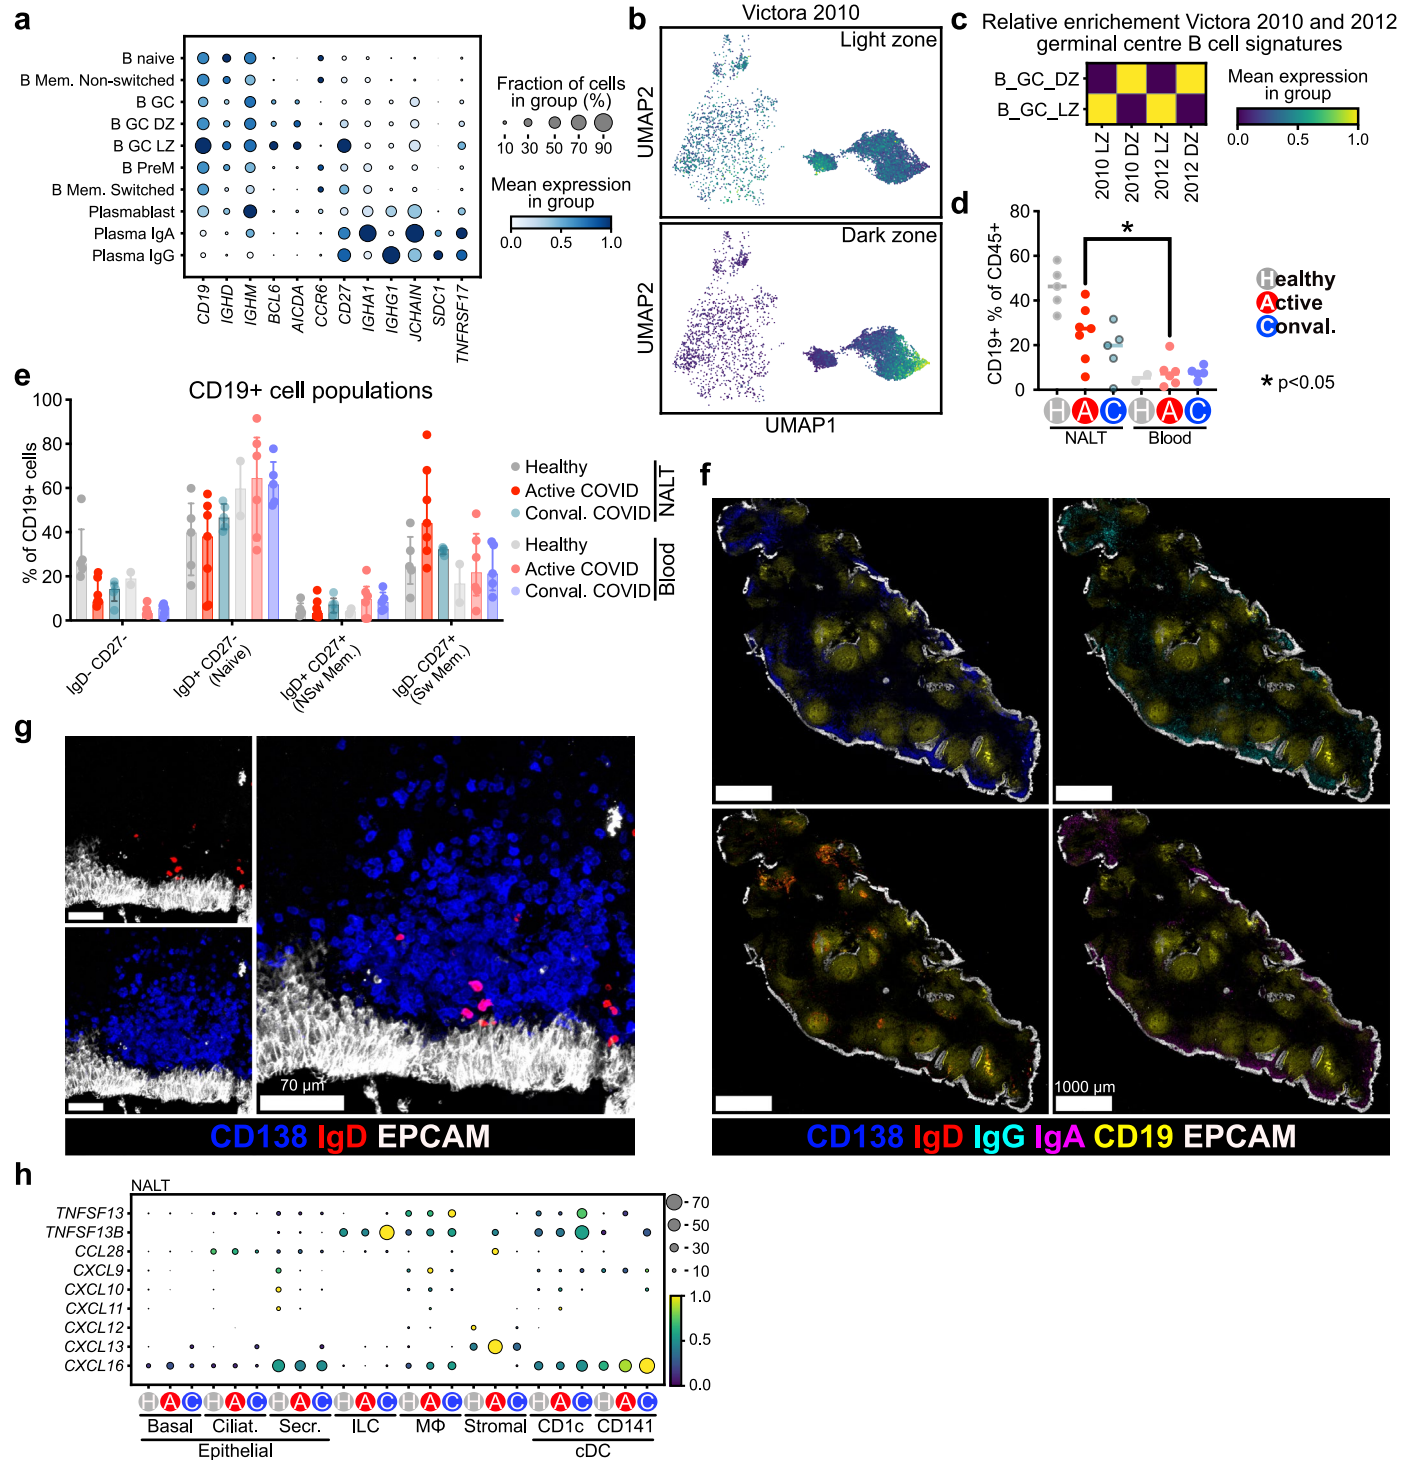 a
B naive
B Mem. Non-switched
B GC
B GC DZ
B GC LZ
B PreM
B Mem. Switched
Plasmablast
Plasma IgA
Plasma IgG
CD19
IGHD
IGHM
BCL6
AICDA
CCR6
CD27
IGHA1
IGHG1
JCHAIN
SDC1
TNFRSF17
Fraction of cells
in group (%)
10 30 50 70 90
Mean expression
in group
0.0 0.5 1.0
b
Victora 2010
Light zone
UMAP2
Dark zone
UMAP2
UMAP1
c
Relative enrichement Victora 2010 and 2012
germinal centre B cell signatures
B_GC_DZ
B_GC_LZ
2010 LZ
2010 DZ
2012 LZ
2012 DZ
Mean expression
in group
0.0 0.5 1.0
d
CD19+ % of CD45+
80
60
40
20
0
*
H A C H A C
NALT Blood
Healthy
Active
Conval.
* p<0.05
e
CD19+ cell populations
% of CD19+ cells
100
80
60
40
20
0
IgD- CD27-
IgD+ CD27-
(Naive)
IgD+ CD27+
(NSw Mem.)
IgD- CD27+
(Sw Mem.)
Healthy
Active COVID
Conval. COVID
NALT
Healthy
Active COVID
Conval. COVID
Blood
f
1000 µm
CD138 IgD IgG IgA CD19 EPCAM
g
70 µm
CD138 IgD EPCAM
h
NALT
TNFSF13
TNFSF13B
CCL28
CXCL9
CXCL10
CXCL11
CXCL12
CXCL13
CXCL16
70
50
30
10
1.0
0.5
0.0
H A C H A C H A C H A C H A C H A C H A C H A C
Basal Ciliat. Secr. ILC MΦ Stromal CD1c CD141
Epithelial cDC